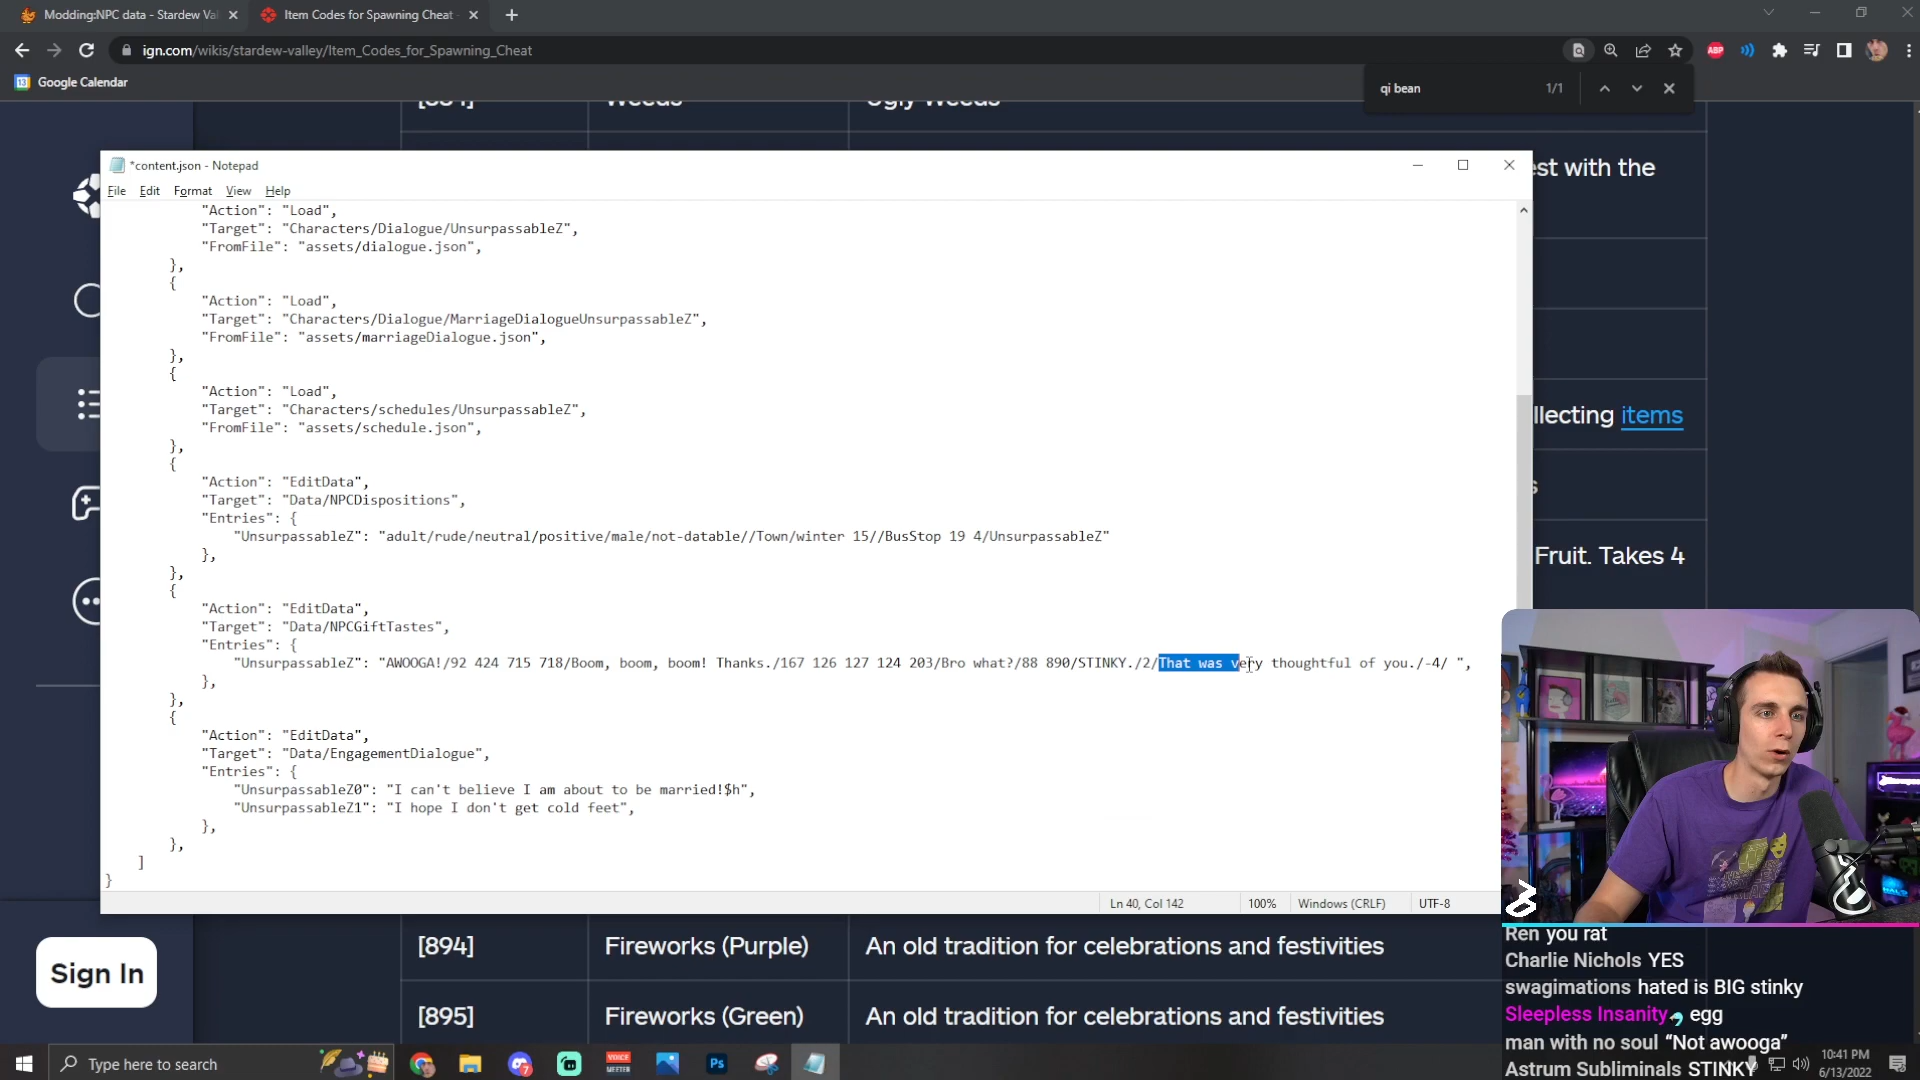 Modding:NPC data - Stardew Val
Item Codes for Spawning Cheat -
ign.com/wikis/stardew-valley/Item_Codes_for_Spawning_Cheat
ABP
13 Google Calendar
qi bean 1/1
Weeds
Ugly Weeds
*content.json - Notepad
File Edit Format View Help
est with the
"Action": "Load",
"Target": "Characters/Dialogue/UnsurpassableZ",
"FromFile": "assets/dialogue.json",
},
{
"Action": "Load",
"Target": "Characters/Dialogue/MarriageDialogueUnsurpassableZ",
"FromFile": "assets/marriageDialogue.json",
},
{
"Action": "Load",
"Target": "Characters/schedules/UnsurpassableZ",
"FromFile": "assets/schedule.json",
},
{
"Action": "EditData",
"Target": "Data/NPCDispositions",
"Entries": {
"UnsurpassableZ": "adult/rude/neutral/positive/male/not-datable//Town/winter 15//BusStop 19 4/UnsurpassableZ"
},
},
{
"Action": "EditData",
"Target": "Data/NPCGiftTastes",
"Entries": {
"UnsurpassableZ": "AWOOGA!/92 424 715 718/Boom, boom, boom! Thanks./167 126 127 124 203/Bro what?/88 890/STINKY./2/That was very thoughtful of you./-4/ ",
},
},
{
"Action": "EditData",
"Target": "Data/EngagementDialogue",
"Entries": {
"UnsurpassableZ0": "I can't believe I am about to be married!$h",
"UnsurpassableZ1": "I hope I don't get cold feet",
},
},
]
}
llecting items
s
Fruit. Takes 4
Ln 40, Col 142 100% Windows (CRLF) UTF-8
Sign In
[894] Fireworks (Purple) An old tradition for celebrations and festivities
[895] Fireworks (Green) An old tradition for celebrations and festivities
Ren you rat
Charlie Nichols YES
swagimations hated is BIG stinky
Sleepless Insanity egg
man with no soul “Not awooga”
Astrum Subliminals STINKY
Type here to search
7
VOICE
MEETER
Ps
10:41 PM
6/13/2022